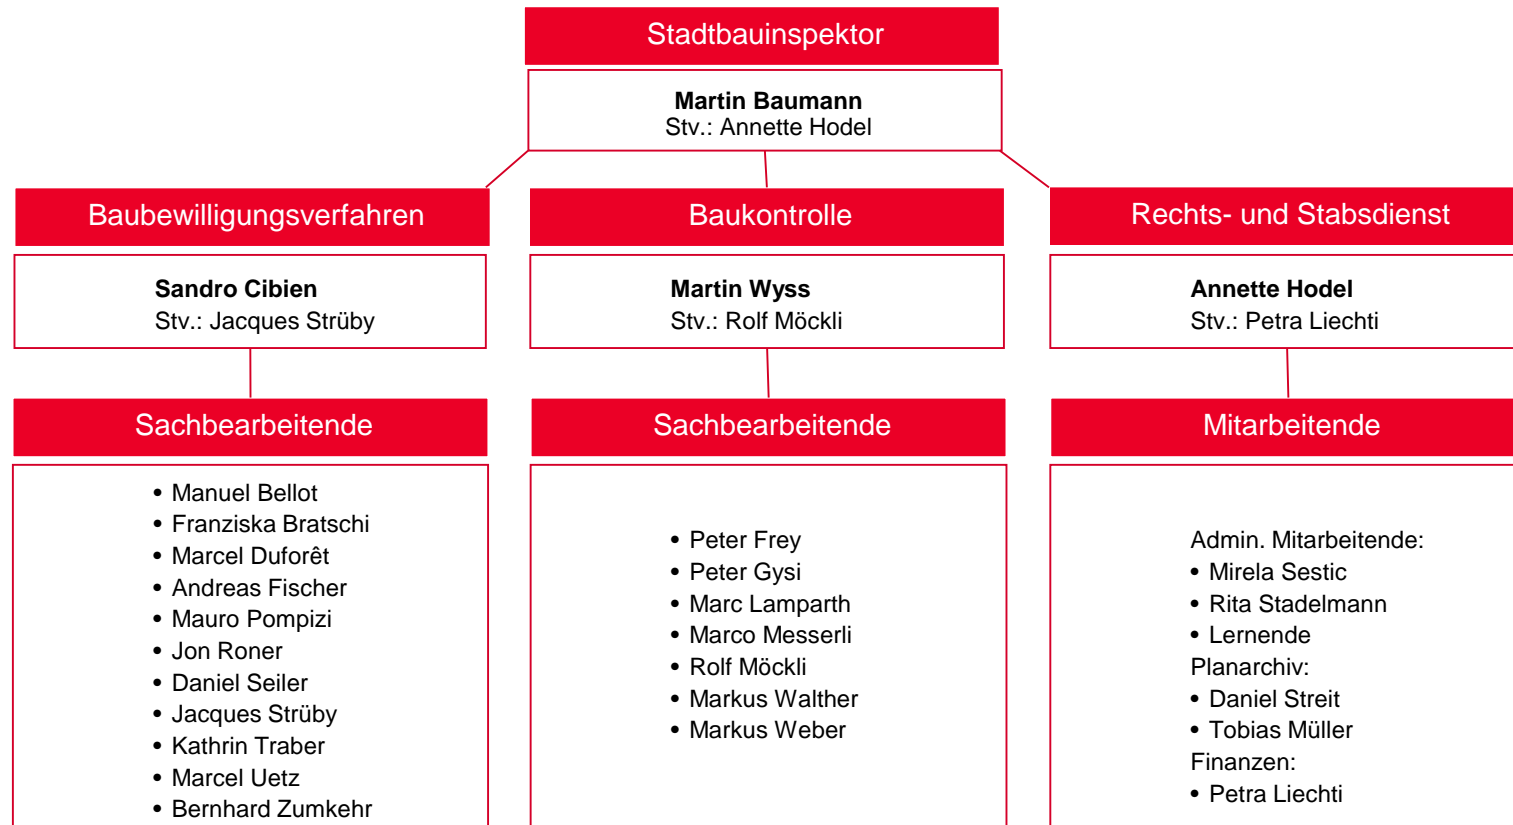 Stadtbauinspektor
Martin Baumann
Stv.: Annette Hodel
Baubewilligungsverfahren
Sandro Cibien
Stv.: Jacques Strüby
Sachbearbeitende
• Manuel Bellot
• Franziska Bratschi
• Marcel Duforêt
• Andreas Fischer
• Mauro Pompizi
• Jon Roner
• Daniel Seiler
• Jacques Strüby
• Kathrin Traber
• Marcel Uetz
• Bernhard Zumkehr
Baukontrolle
Martin Wyss
Stv.: Rolf Möckli
Sachbearbeitende
• Peter Frey
• Peter Gysi
• Marc Lamparth
• Marco Messerli
• Rolf Möckli
• Markus Walther
• Markus Weber
Rechts- und Stabsdienst
Annette Hodel
Stv.: Petra Liechti
Mitarbeitende
Admin. Mitarbeitende:
• Mirela Sestic
• Rita Stadelmann
• Lernende
Planarchiv:
• Daniel Streit
• Tobias Müller
Finanzen:
• Petra Liechti